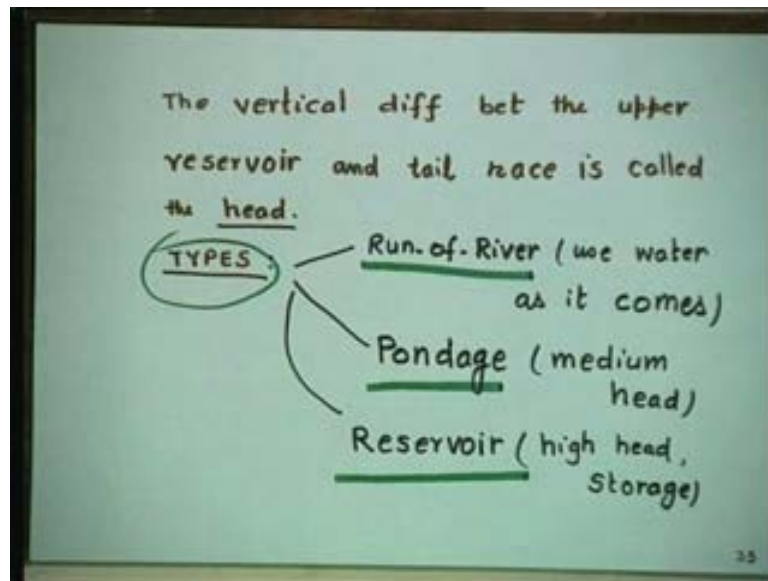 The vertical diff bet the upper
reservoir and tail race is called
the head.
TYPES: Run-of-River (use water
as it comes)
Pondage (medium
head)
Reservoir (high head,
storage)
33